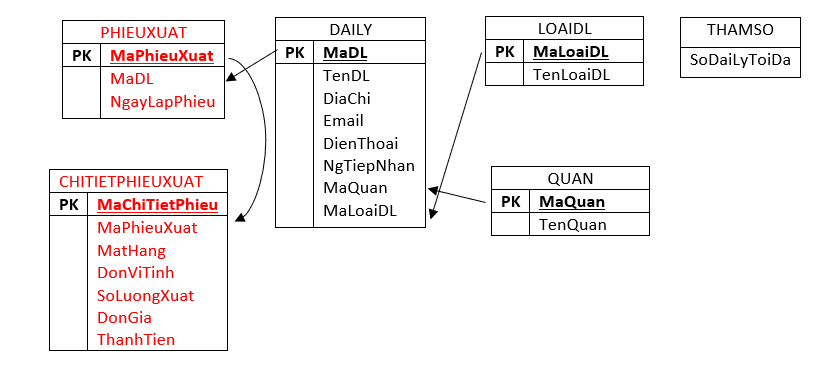 PHIEUXUAT
PK MaPhieuXuat
MaDL
NgayLapPhieu
CHITIETPHIEUXUAT
PK MaChiTietPhieu
MaPhieuXuat
MatHang
DonViTinh
SoLuongXuat
DonGia
ThanhTien
DAILY
PK MaDL
TenDL
DiaChi
Email
DienThoai
NgTiepNhan
MaQuan
MaLoaiDL
LOAIDL
PK MaLoaiDL
TenLoaiDL
QUAN
PK MaQuan
TenQuan
THAMSO
SoDaiLyToiDa